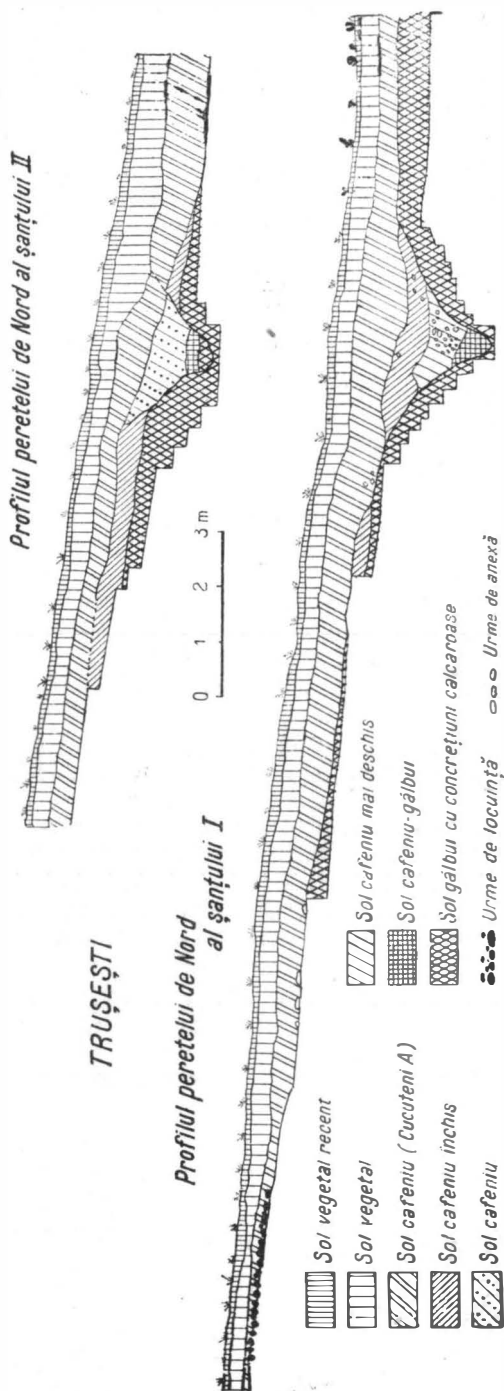 Profilul peretelui de Nord al șanțului II
TRUȘEȘTI
Profilul peretelui de Nord
al șanțului I
0 1 2 3 m
Sol vegetal recent
Sol vegetal
Sol cafeniu (Cucuteni A)
Sol cafeniu închis
Sol cafeniu
Sol cafeniu mai deschis
Sol cafeniu-gălbui
Sol gălbui cu concrețiuni calcaroase
Urme de locuință
Urme de anexă